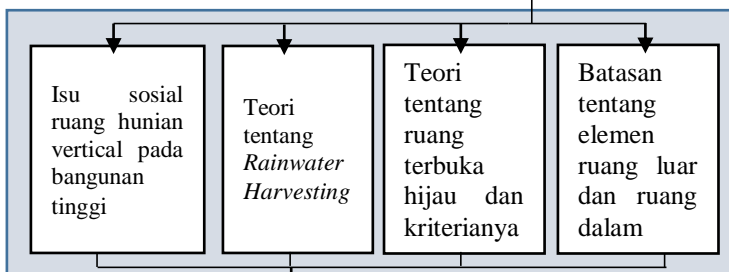 Isu sosial
ruang hunian
vertical pada
bangunan
tinggi
Teori
tentang
Rainwater
Harvesting
Teori
tentang
ruang
terbuka
hijau dan
kriterianya
Batasan
tentang
elemen
ruang luar
dan ruang
dalam